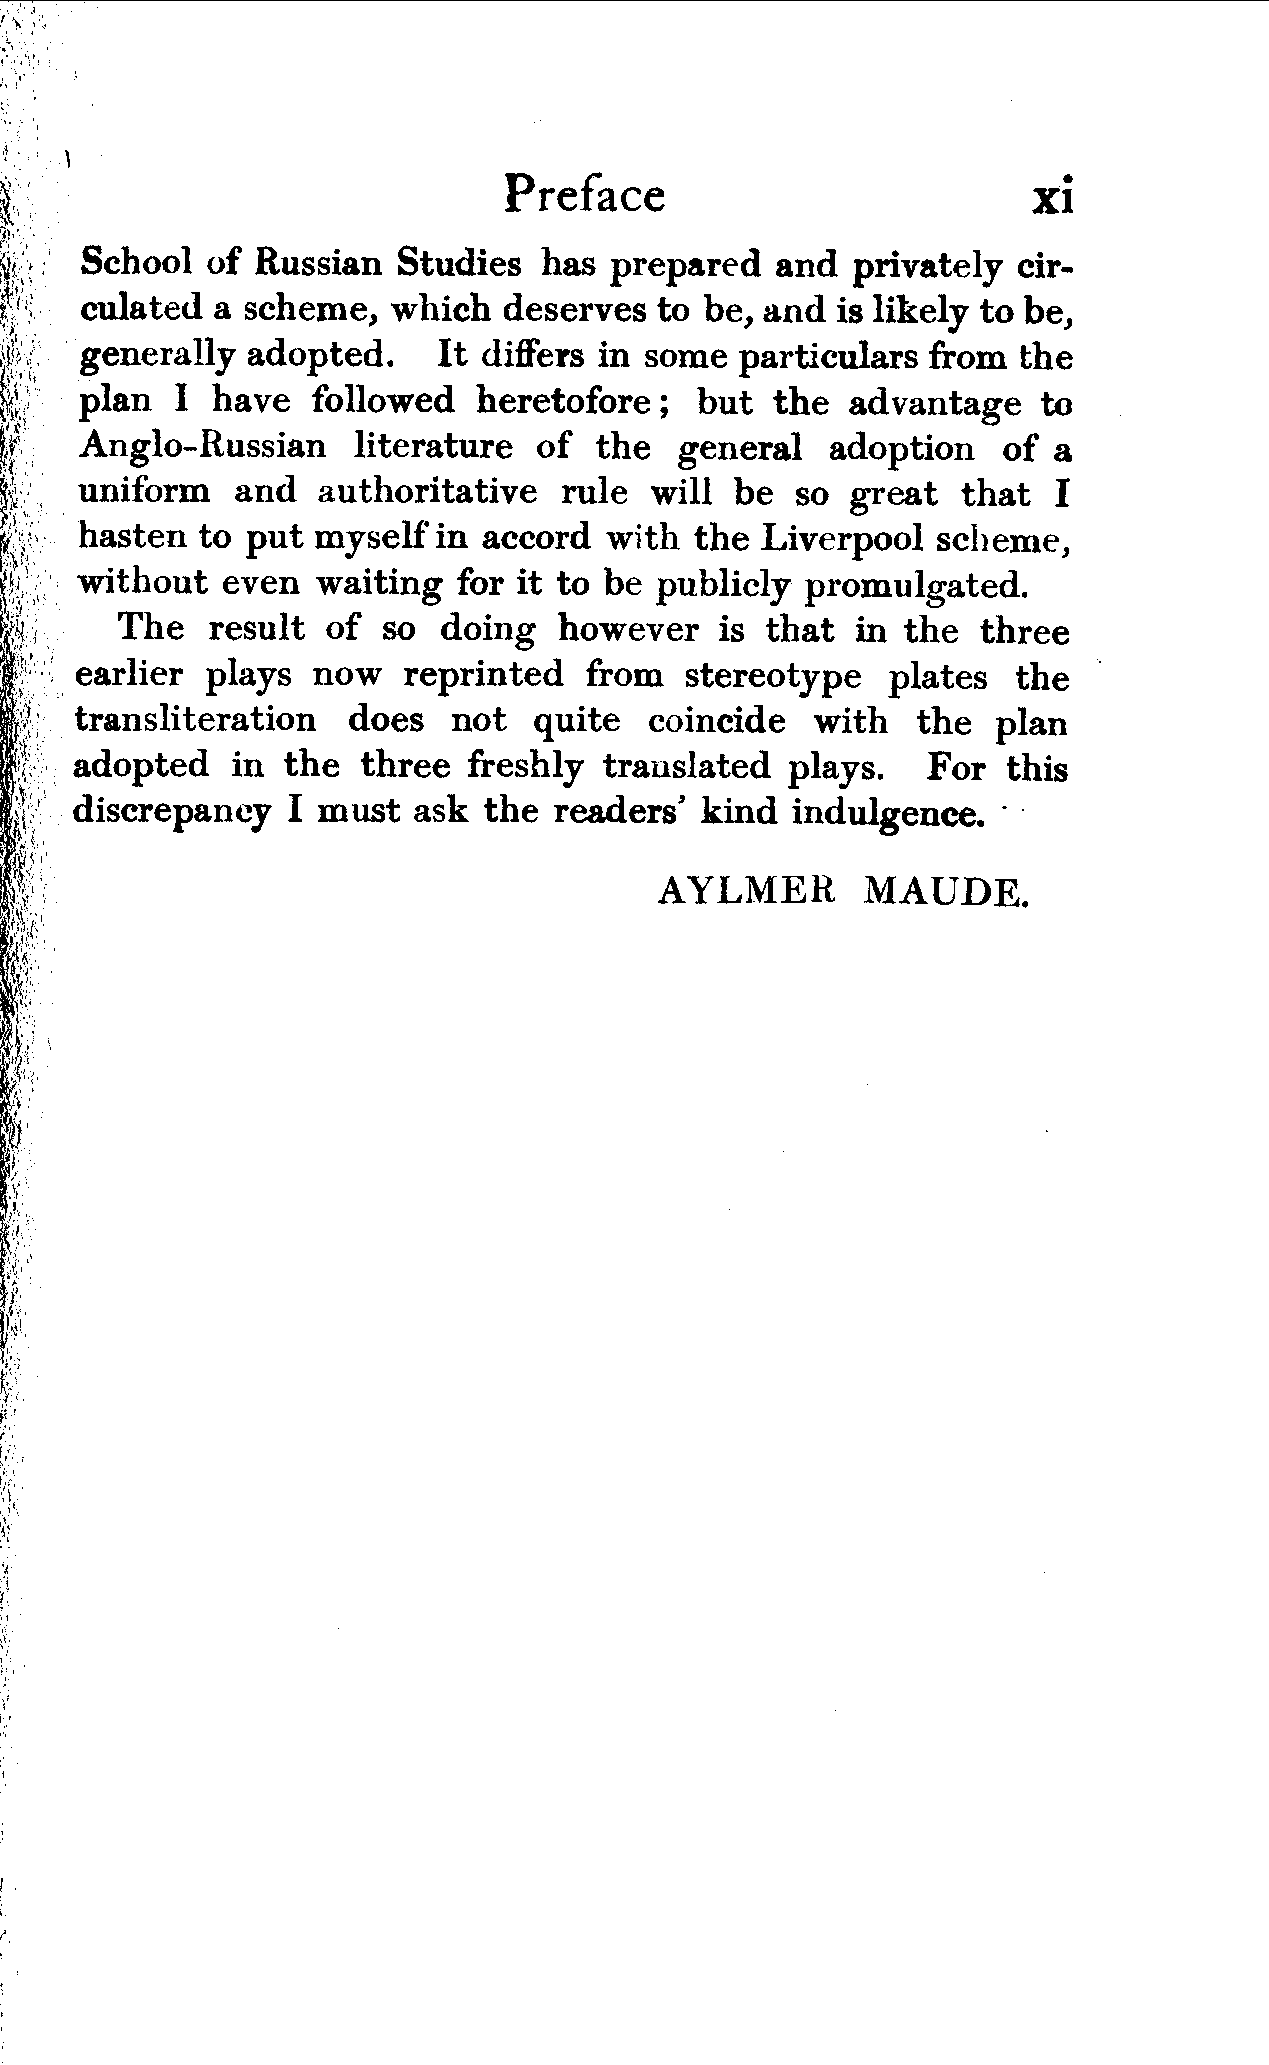 Preface xi
School of Russian Studies has prepared and privately cir-
culated a scheme, which deserves to be, and is likely to be,
generally adopted. It differs in some particulars from the
plan I have followed heretofore; but the advantage to
Anglo-Russian literature of the general adoption of a
uniform and authoritative rule will be so great that I
hasten to put myself in accord with the Liverpool scheme,
without even waiting for it to be publicly promulgated.
The result of so doing however is that in the three
earlier plays now reprinted from stereotype plates the
transliteration does not quite coincide with the plan
adopted in the three freshly translated plays. For this
discrepancy I must ask the readers' kind indulgence.
AYLMER MAUDE.